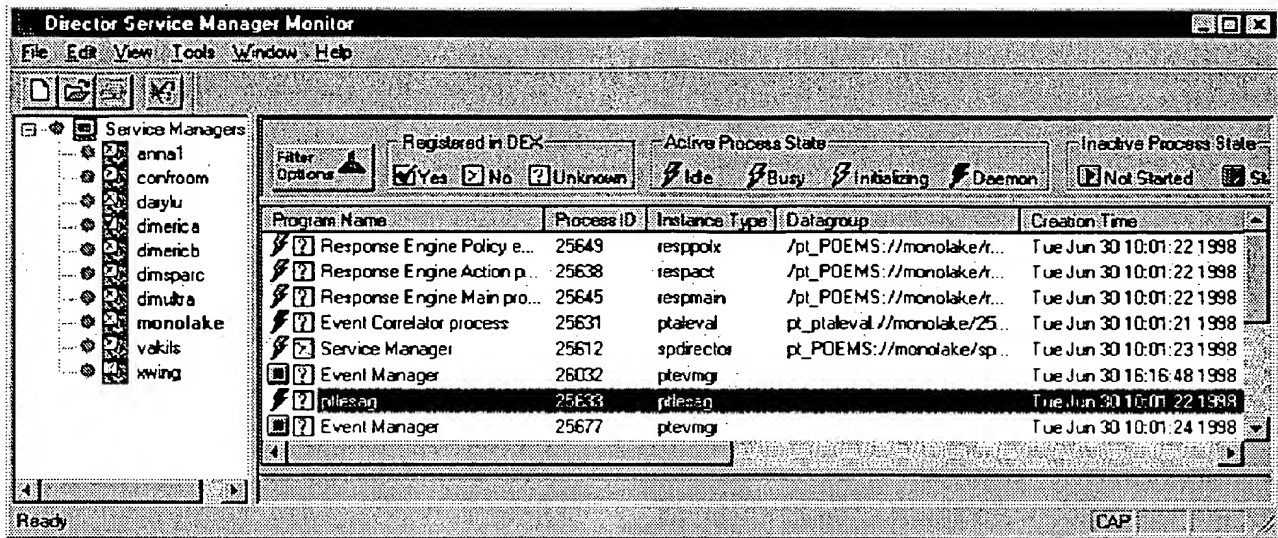 Director Service Manager Monitor
File Edit View Tools Window Help
Service Managers
anna1
confroom
darylu
dimerica
dimericb
dimsparc
dimultra
monolake
vakils
xwing
Filter Options
Registered in DEX
Yes No Unknown
Active Process State
Idle Busy Initializing Daemon
Inactive Process State
Not Started
Program Name Process ID Instance Type Datagroup Creation Time
Response Engine Policy e... 25649 resppolx /pt_POEMS://monolake/r... Tue Jun 30 10:01:22 1998
Response Engine Action p... 25638 respact /pt_POEMS://monolake/r... Tue Jun 30 10:01:22 1998
Response Engine Main pro... 25645 respmain /pt_POEMS://monolake/r... Tue Jun 30 10:01:22 1998
Event Correlator process 25631 ptaleval pt_ptaleval://monolake/25... Tue Jun 30 10:01:21 1998
Service Manager 25612 spdirector pt_POEMS://monolake/sp... Tue Jun 30 10:01:23 1998
Event Manager 26032 ptevmgr Tue Jun 30 16:16:48 1998
25633 Tue Jun 30 10:01:22 1998
Event Manager 25677 ptevmgr Tue Jun 30 10:01:24 1998
Ready CAP